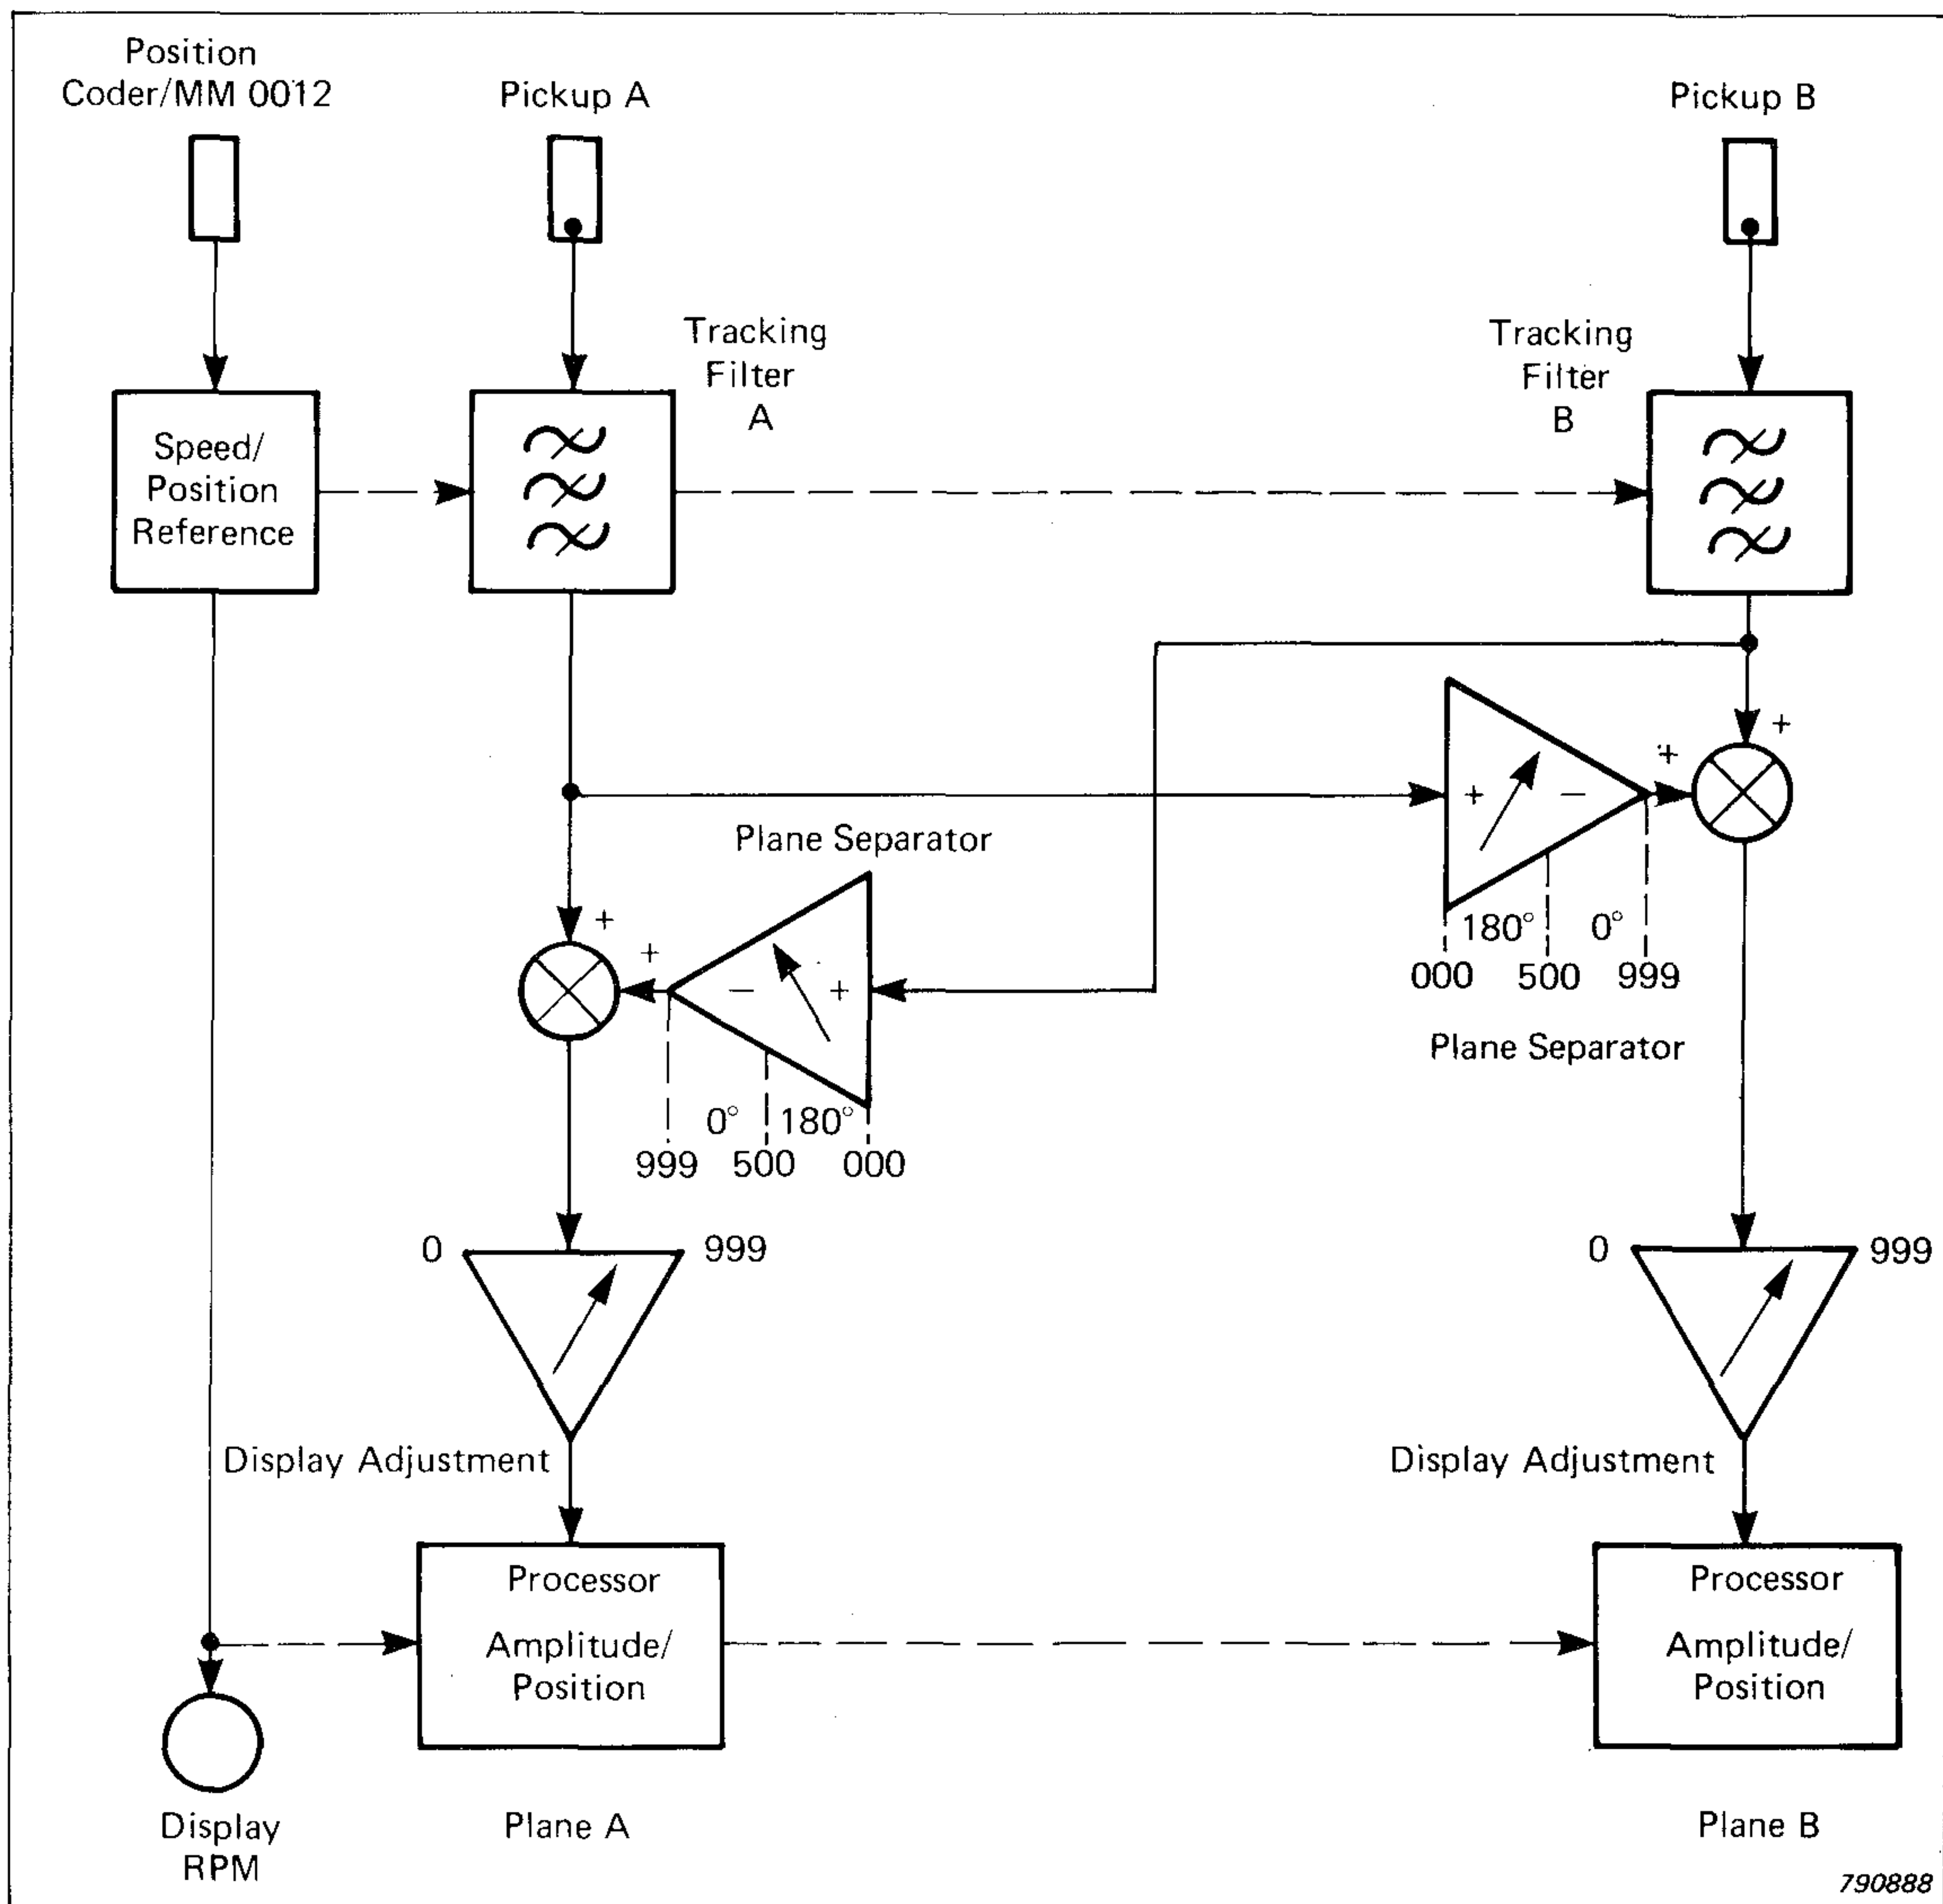 Position
Coder/MM 0012
Pickup A
Pickup B
Tracking
Filter
A
Tracking
Filter
B
Speed/
Position
Reference
+
+
+ −
180° 0°
000 500 999
Plane Separator
Plane Separator
+
+
− +
0° 180°
999 500 000
0 999
0 999
Display Adjustment
Display Adjustment
Processor
Amplitude/
Position
Processor
Amplitude/
Position
Display
RPM
Plane A
Plane B
790888